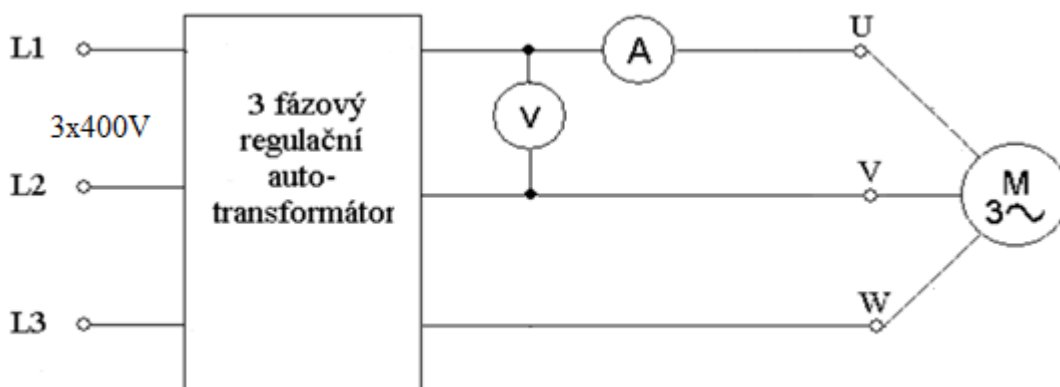 L1
3x400V
L2
L3
3 fázový
regulační
auto-
transformátor
A
V
U
V
W
M
3~